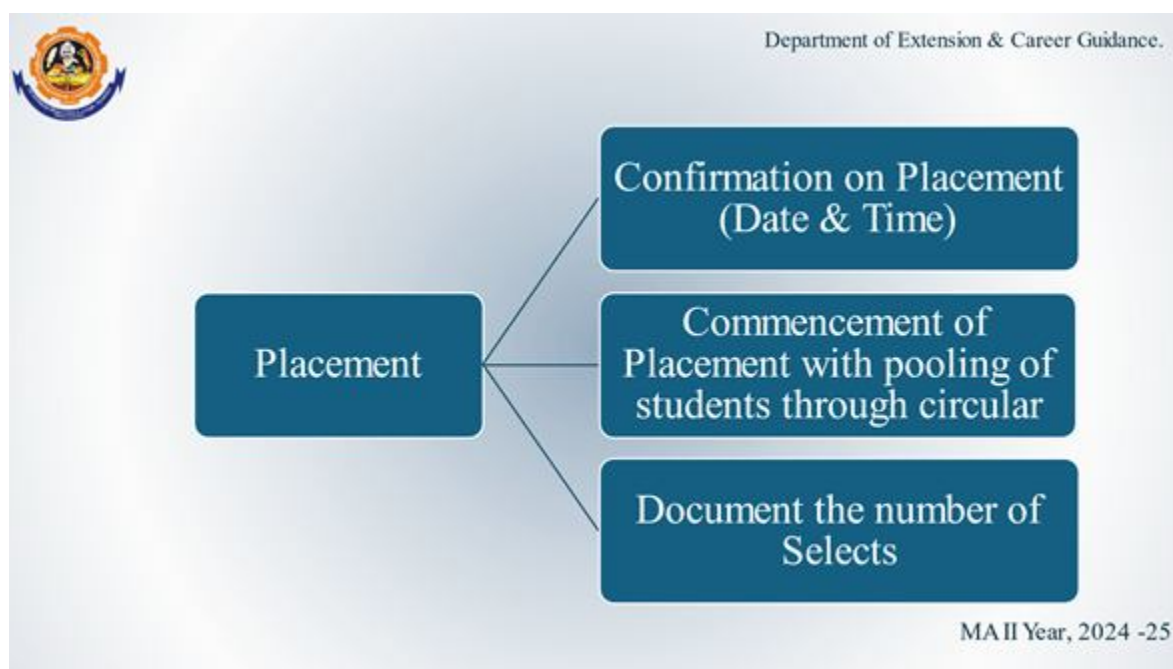 Department of Extension & Career Guidance.
Placement
Confirmation on Placement
(Date & Time)
Commencement of
Placement with pooling of
students through circular
Document the number of
Selects
MA II Year, 2024 -25